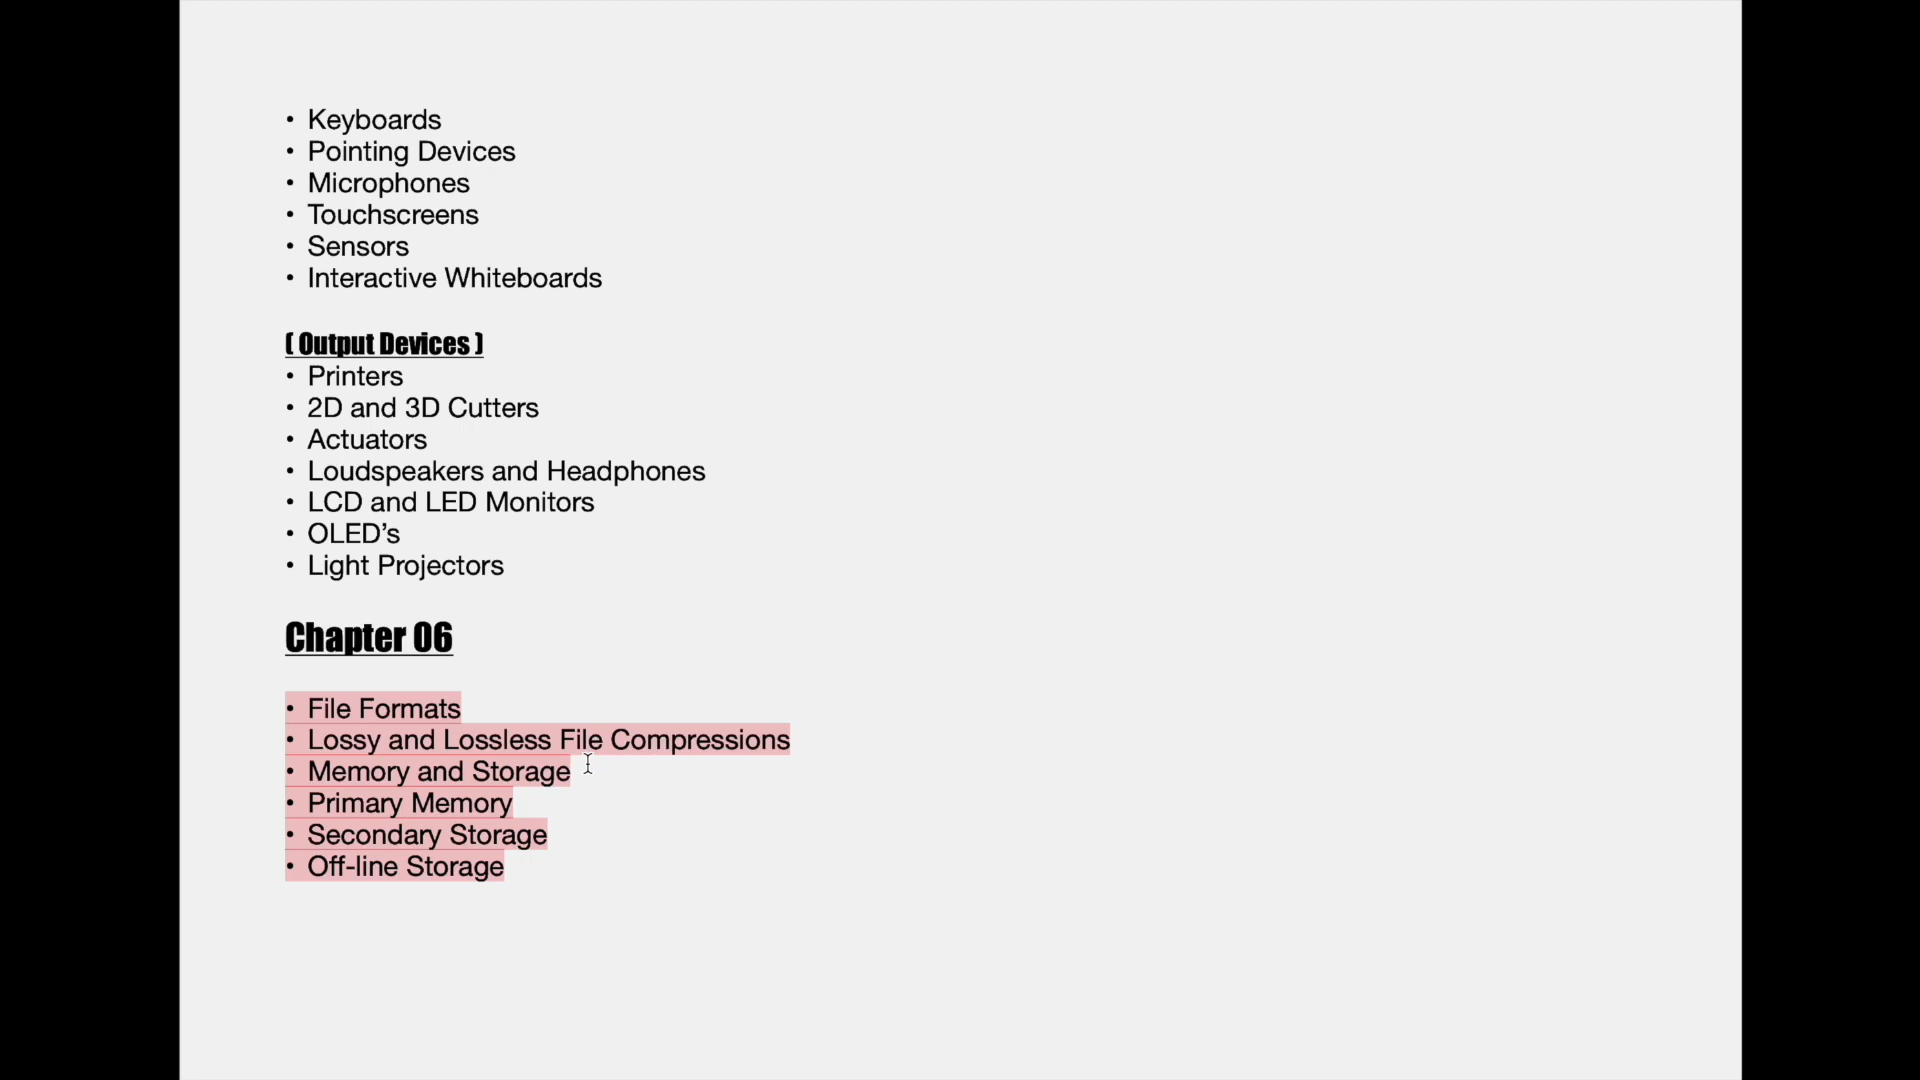 • Keyboards
• Pointing Devices
• Microphones
• Touchscreens
• Sensors
• Interactive Whiteboards
( Output Devices )
• Printers
• 2D and 3D Cutters
• Actuators
• Loudspeakers and Headphones
• LCD and LED Monitors
• OLED’s
• Light Projectors
Chapter 06
• File Formats
• Lossy and Lossless File Compressions
• Memory and Storage
• Primary Memory
• Secondary Storage
• Off-line Storage